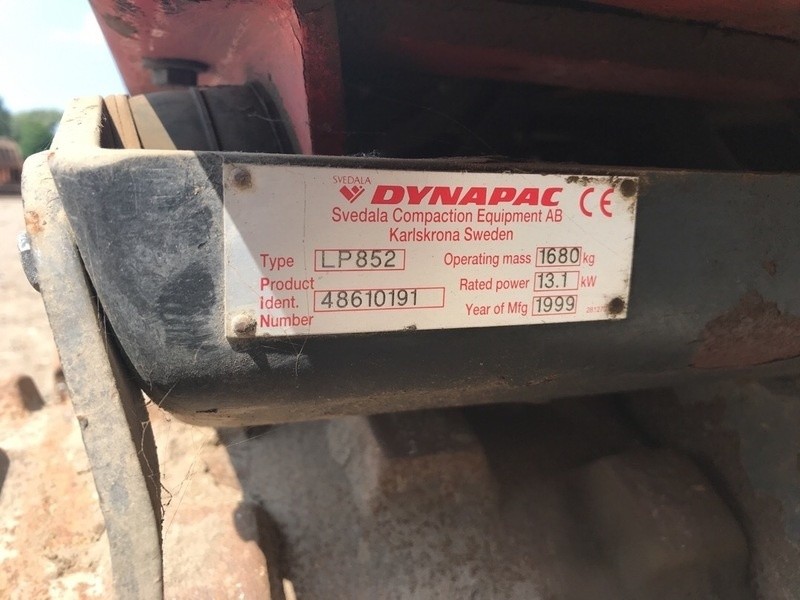 SVEDALA
DYNAPAC CE
Svedala Compaction Equipment AB
Karlskrona Sweden
Type LP852 Operating mass 1680 kg
Product Ident. Number 48610191 Rated power 13.1 kW
Year of Mfg 1999